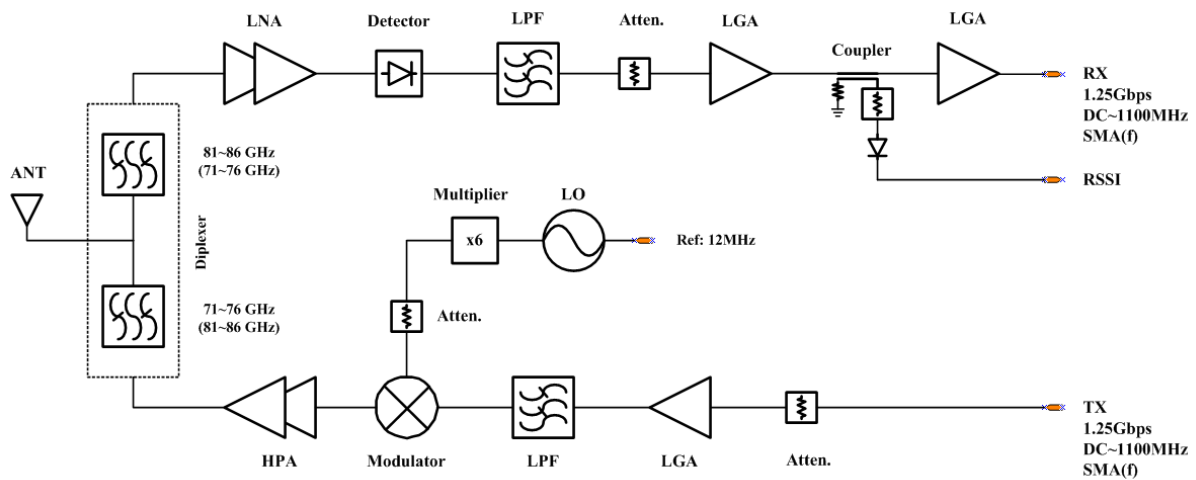 LNA
Detector
LPF
Atten.
LGA
Coupler
LGA
RX
1.25Gbps
DC~1100MHz
SMA(f)
RSSI
ANT
81~86 GHz
(71~76 GHz)
Diplexer
71~76 GHz
(81~86 GHz)
Multiplier
LO
x6
Ref: 12MHz
Atten.
HPA
Modulator
LPF
LGA
Atten.
TX
1.25Gbps
DC~1100MHz
SMA(f)